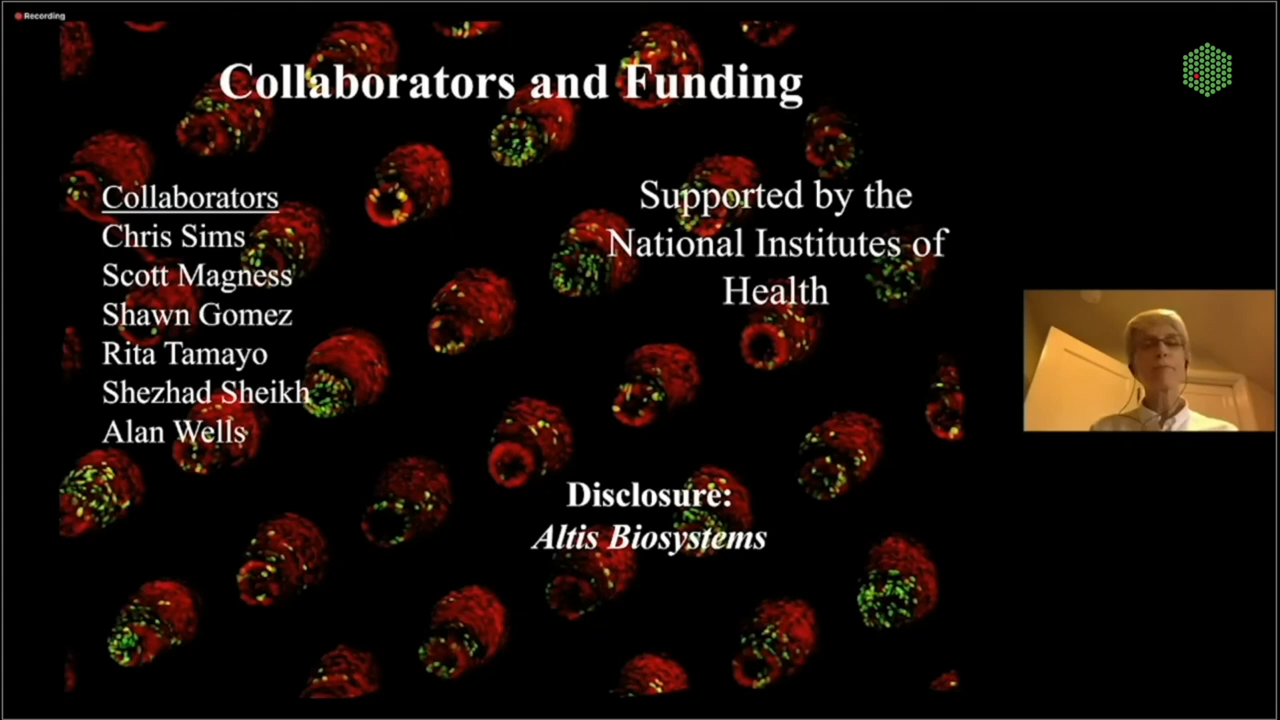 Recording
Collaborators and Funding
Collaborators
Chris Sims
Scott Magness
Shawn Gomez
Rita Tamayo
Shezhad Sheikh
Alan Wells
Supported by the
National Institutes of
Health
Disclosure:
Altis Biosystems